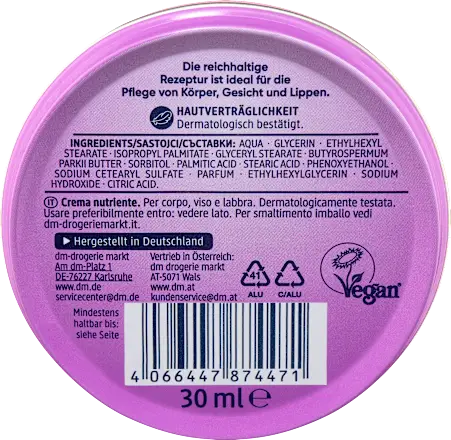 Die reichhaltige
Rezeptur ist ideal für die
Pflege von Körper, Gesicht und Lippen.
HAUTVERTRÄGLICHKEIT
Dermatologisch bestätigt.
INGREDIENTS/SASTOJCI/СЪСТАВКИ: AQUA · GLYCERIN · ETHYLHEXYL
STEARATE · ISOPROPYL PALMITATE · GLYCERYL STEARATE · BUTYROSPERMUM
PARKII BUTTER · SORBITOL · PALMITIC ACID · STEARIC ACID · PHENOXYETHANOL ·
SODIUM CETEARYL SULFATE · PARFUM · ETHYLHEXYLGLYCERIN · SODIUM
HYDROXIDE · CITRIC ACID.
IT Crema nutriente. Per corpo, viso e labbra. Dermatologicamente testata.
Usare preferibilmente entro: vedere lato. Per smaltimento imballo vedi
dm-drogeriemarkt.it.
Hergestellt in Deutschland
dm-drogerie markt
Am dm-Platz 1
DE-76227 Karlsruhe
www.dm.de
servicecenter@dm.de
Vertrieb in Österreich:
dm drogerie markt
AT-5071 Wals
www.dm.at
kundenservice@dm.at
41
ALU
C/ALU
Vegan
Mindestens
haltbar bis:
siehe Seite
4 066447 874471
30 ml e